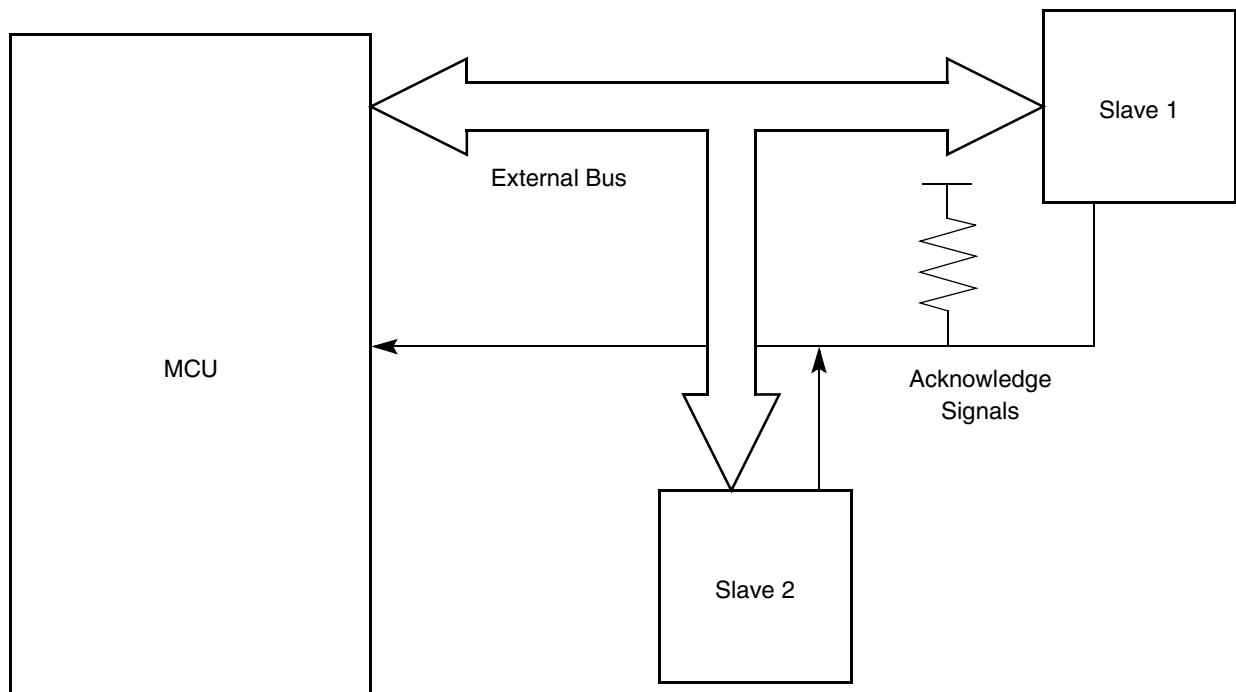 Slave 1
External Bus
MCU
Acknowledge
Signals
Slave 2